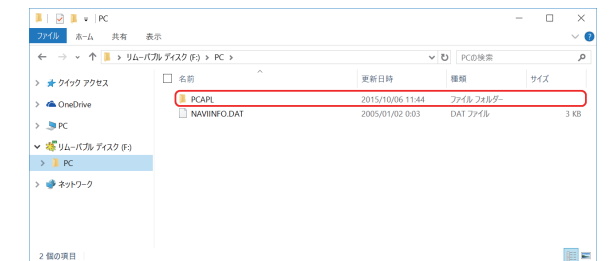 PC
ファイル ホーム 共有 表示
リムーバブル ディスク (F:) > PC > PCの検索
名前 更新日時 種類 サイズ
クイック アクセス
PCAPL 2015/10/06 11:44 ファイル フォルダー
OneDrive
NAVIINFO.DAT 2005/01/02 0:03 DAT ファイル 3 KB
PC
リムーバブル ディスク (F:)
PC
ネットワーク
2 個の項目